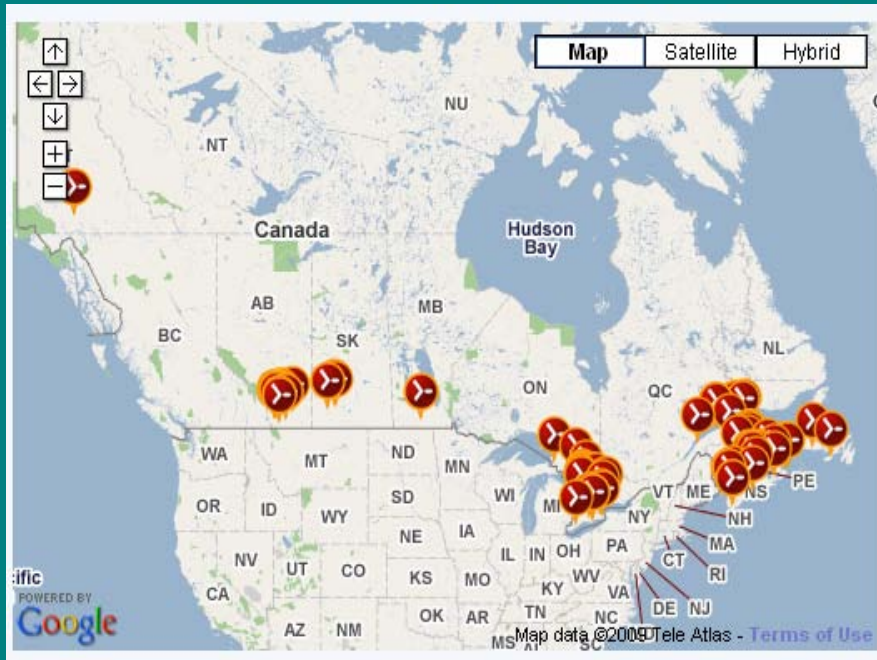 Map Satellite Hybrid
NU
NT
Canada
Hudson
Bay
AB
MB
BC
SK
NL
ON
QC
WA
MT
ND
MN
VT
ME
NS
PE
OR
ID
SD
WI
MI
NY
NH
WY
IA
MA
NE
PA
CT
NV
UT
CO
IL
IN
OH
RI
CA
KS
MO
WV
KY
VA
DE
NJ
POWERED BY
Google
AZ
NM
OK
AR
TN
NC
MS
Map data ©2009 Tele Atlas - Terms of Use